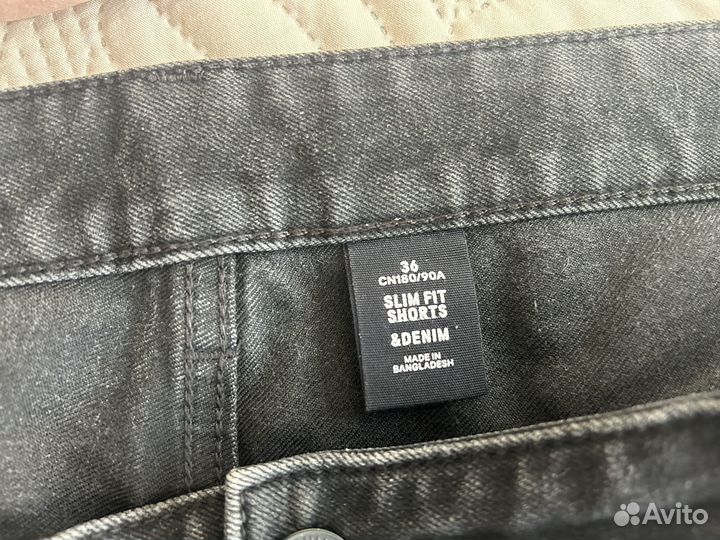 36
CN180/90A
SLIM FIT
SHORTS
&DENIM
MADE IN
BANGLADESH
Avito